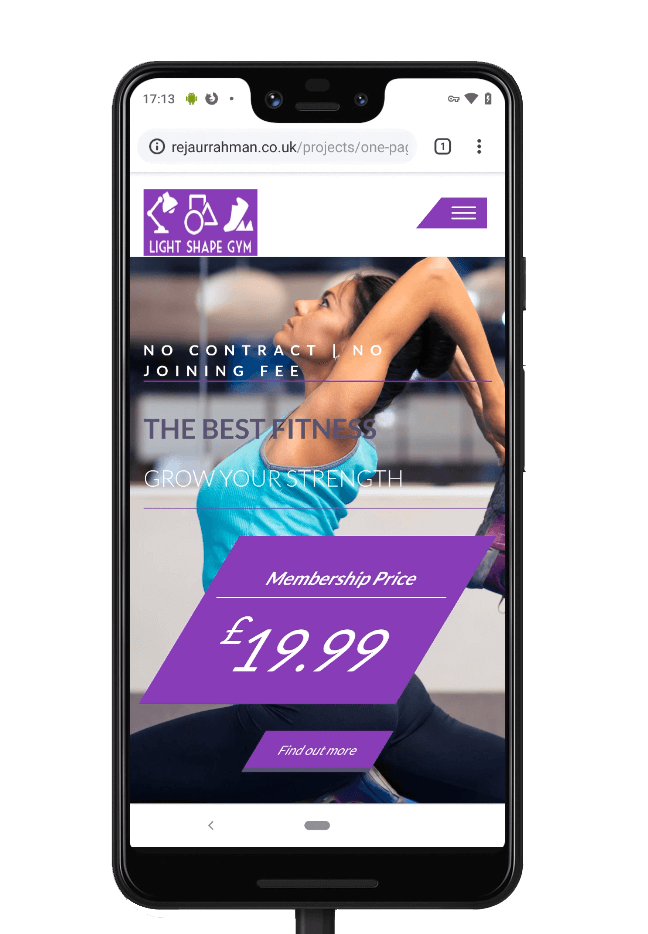 17:13
rejaurrahman.co.uk/projects/one-pag
1
LIGHT SHAPE GYM
NO CONTRACT | NO
JOINING FEE
THE BEST FITNESS
GROW YOUR STRENGTH
Membership Price
£19.99
Find out more